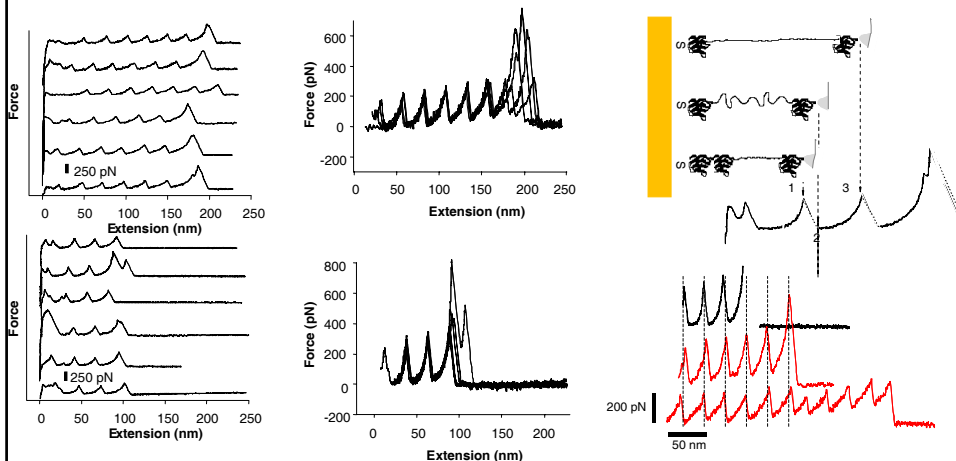 Force
250 pN
0 50 100 150 200 250
Extension (nm)
Force (pN)
600
400
200
0
-200
0 50 100 150 200 250
Extension (nm)
S
S
S
1
3
2
Force
250 pN
0 50 100 150 200 250
Extension (nm)
Force (pN)
800
600
400
200
0
-200
0 50 100 150 200
Extension (nm)
200 pN
50 nm